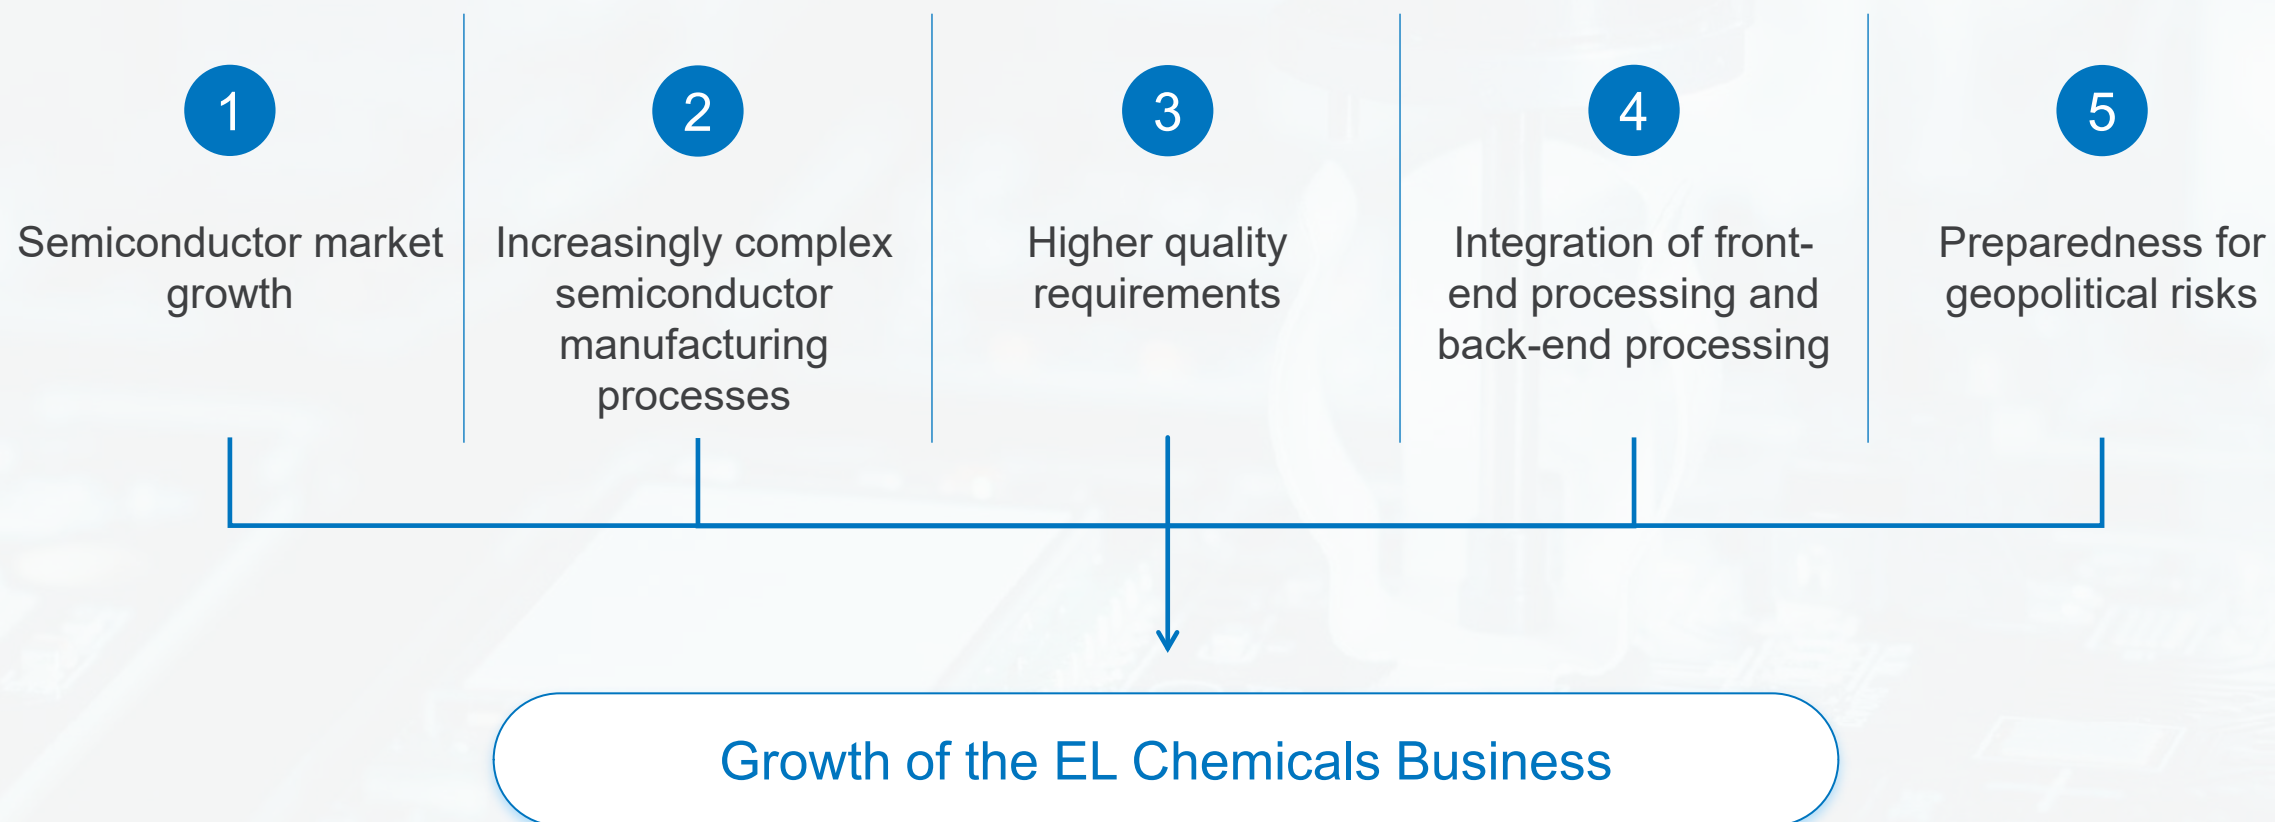 1
Semiconductor market
growth
2
Increasingly complex
semiconductor
manufacturing
processes
3
Higher quality
requirements
4
Integration of front-
end processing and
back-end processing
5
Preparedness for
geopolitical risks
Growth of the EL Chemicals Business